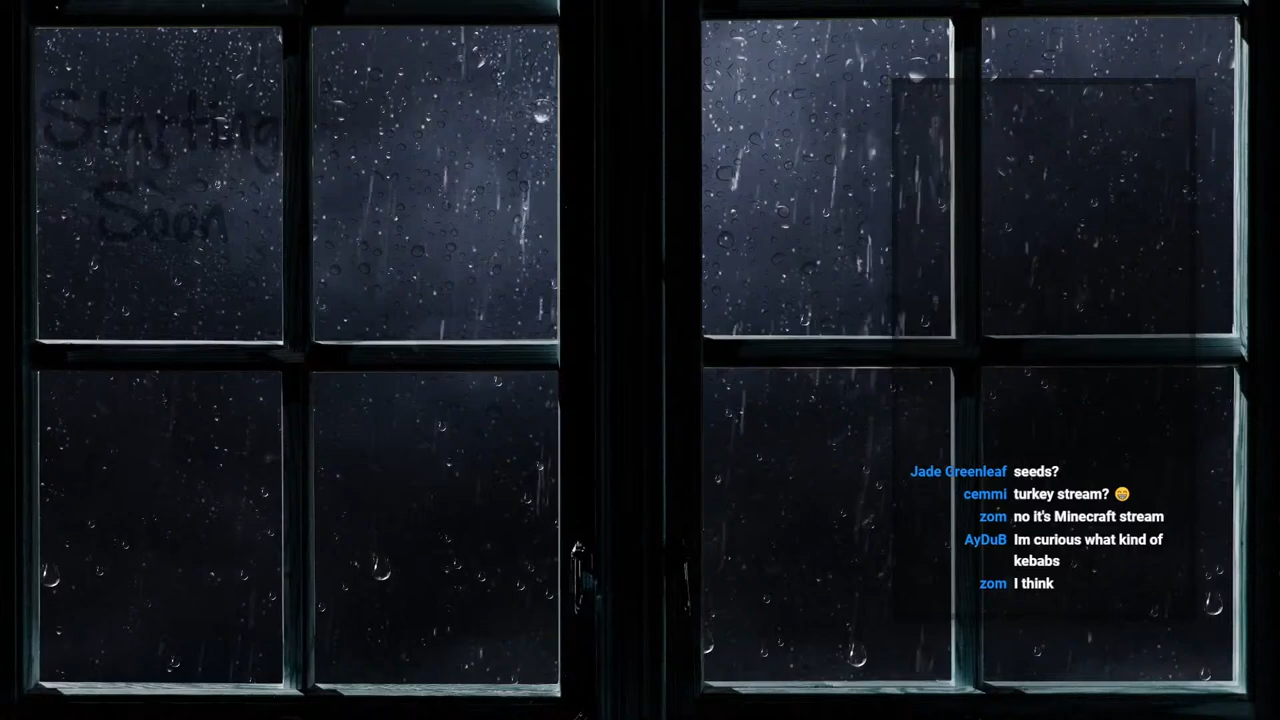 Starting
Soon
Jade Greenleaf seeds?
cemmi turkey stream? 😁
zom no it's Minecraft stream
AyDuB Im curious what kind of
kebabs
zom I think